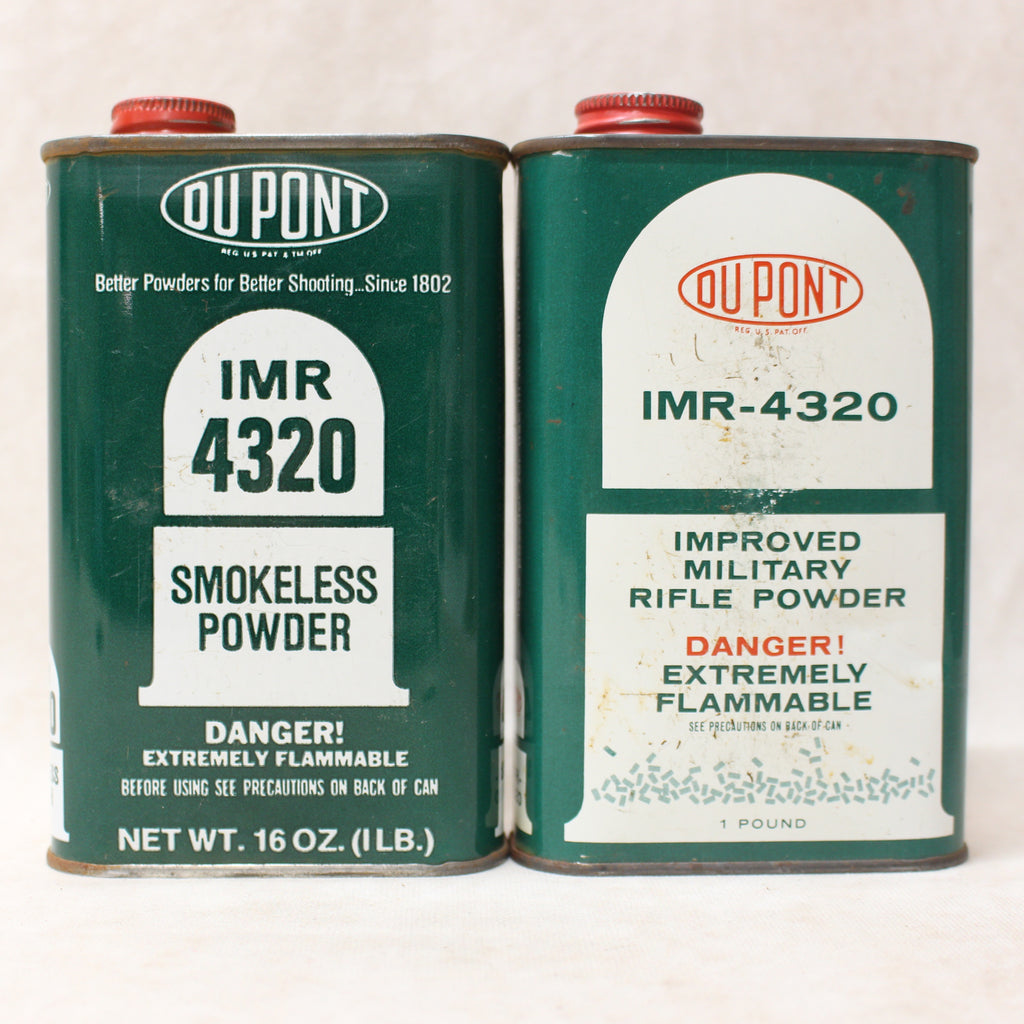 DU PONT
REG. U.S. PAT. & TM. OFF.
Better Powders for Better Shooting...Since 1802
IMR
4320
SMOKELESS
POWDER
DANGER!
EXTREMELY FLAMMABLE
BEFORE USING SEE PRECAUTIONS ON BACK OF CAN
NET WT. 16 OZ. (1 LB.)
DU PONT
REG. U.S. PAT. OFF.
IMR-4320
IMPROVED
MILITARY
RIFLE POWDER
DANGER!
EXTREMELY
FLAMMABLE
SEE PRECAUTIONS ON BACK OF CAN
1 POUND